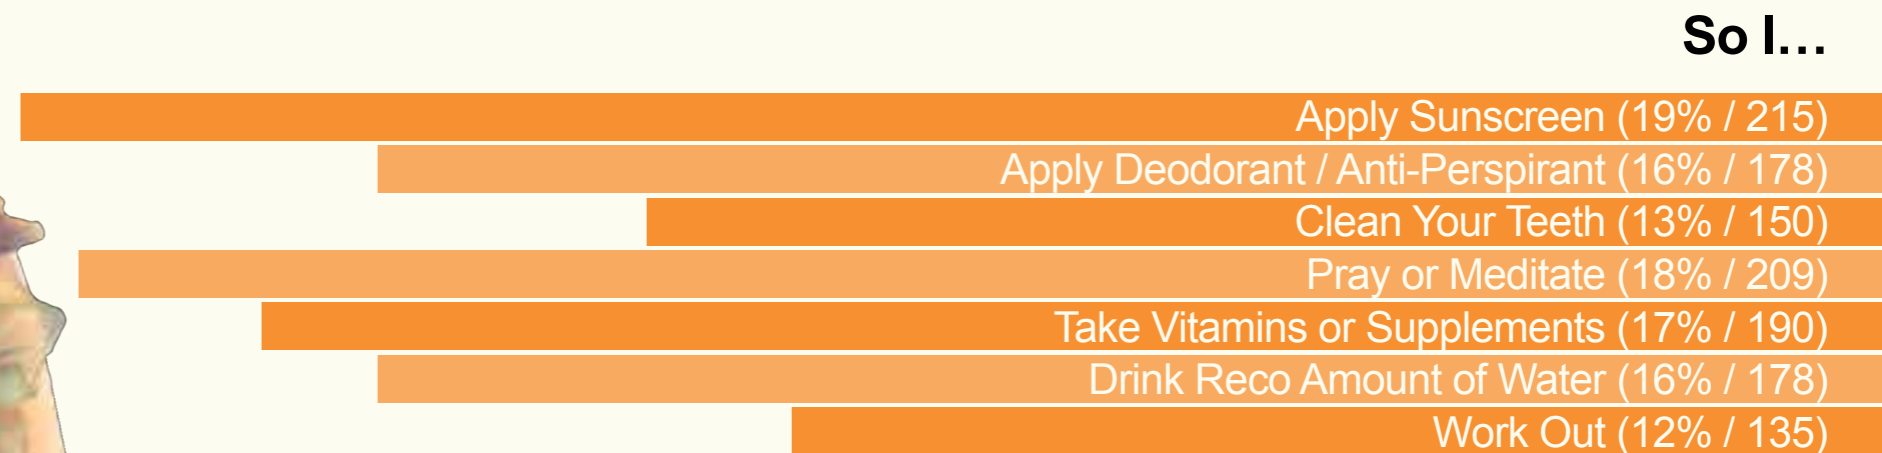 So I…
Apply Sunscreen (19% / 215)
Apply Deodorant / Anti-Perspirant (16% / 178)
Clean Your Teeth (13% / 150)
Pray or Meditate (18% / 209)
Take Vitamins or Supplements (17% / 190)
Drink Reco Amount of Water (16% / 178)
Work Out (12% / 135)